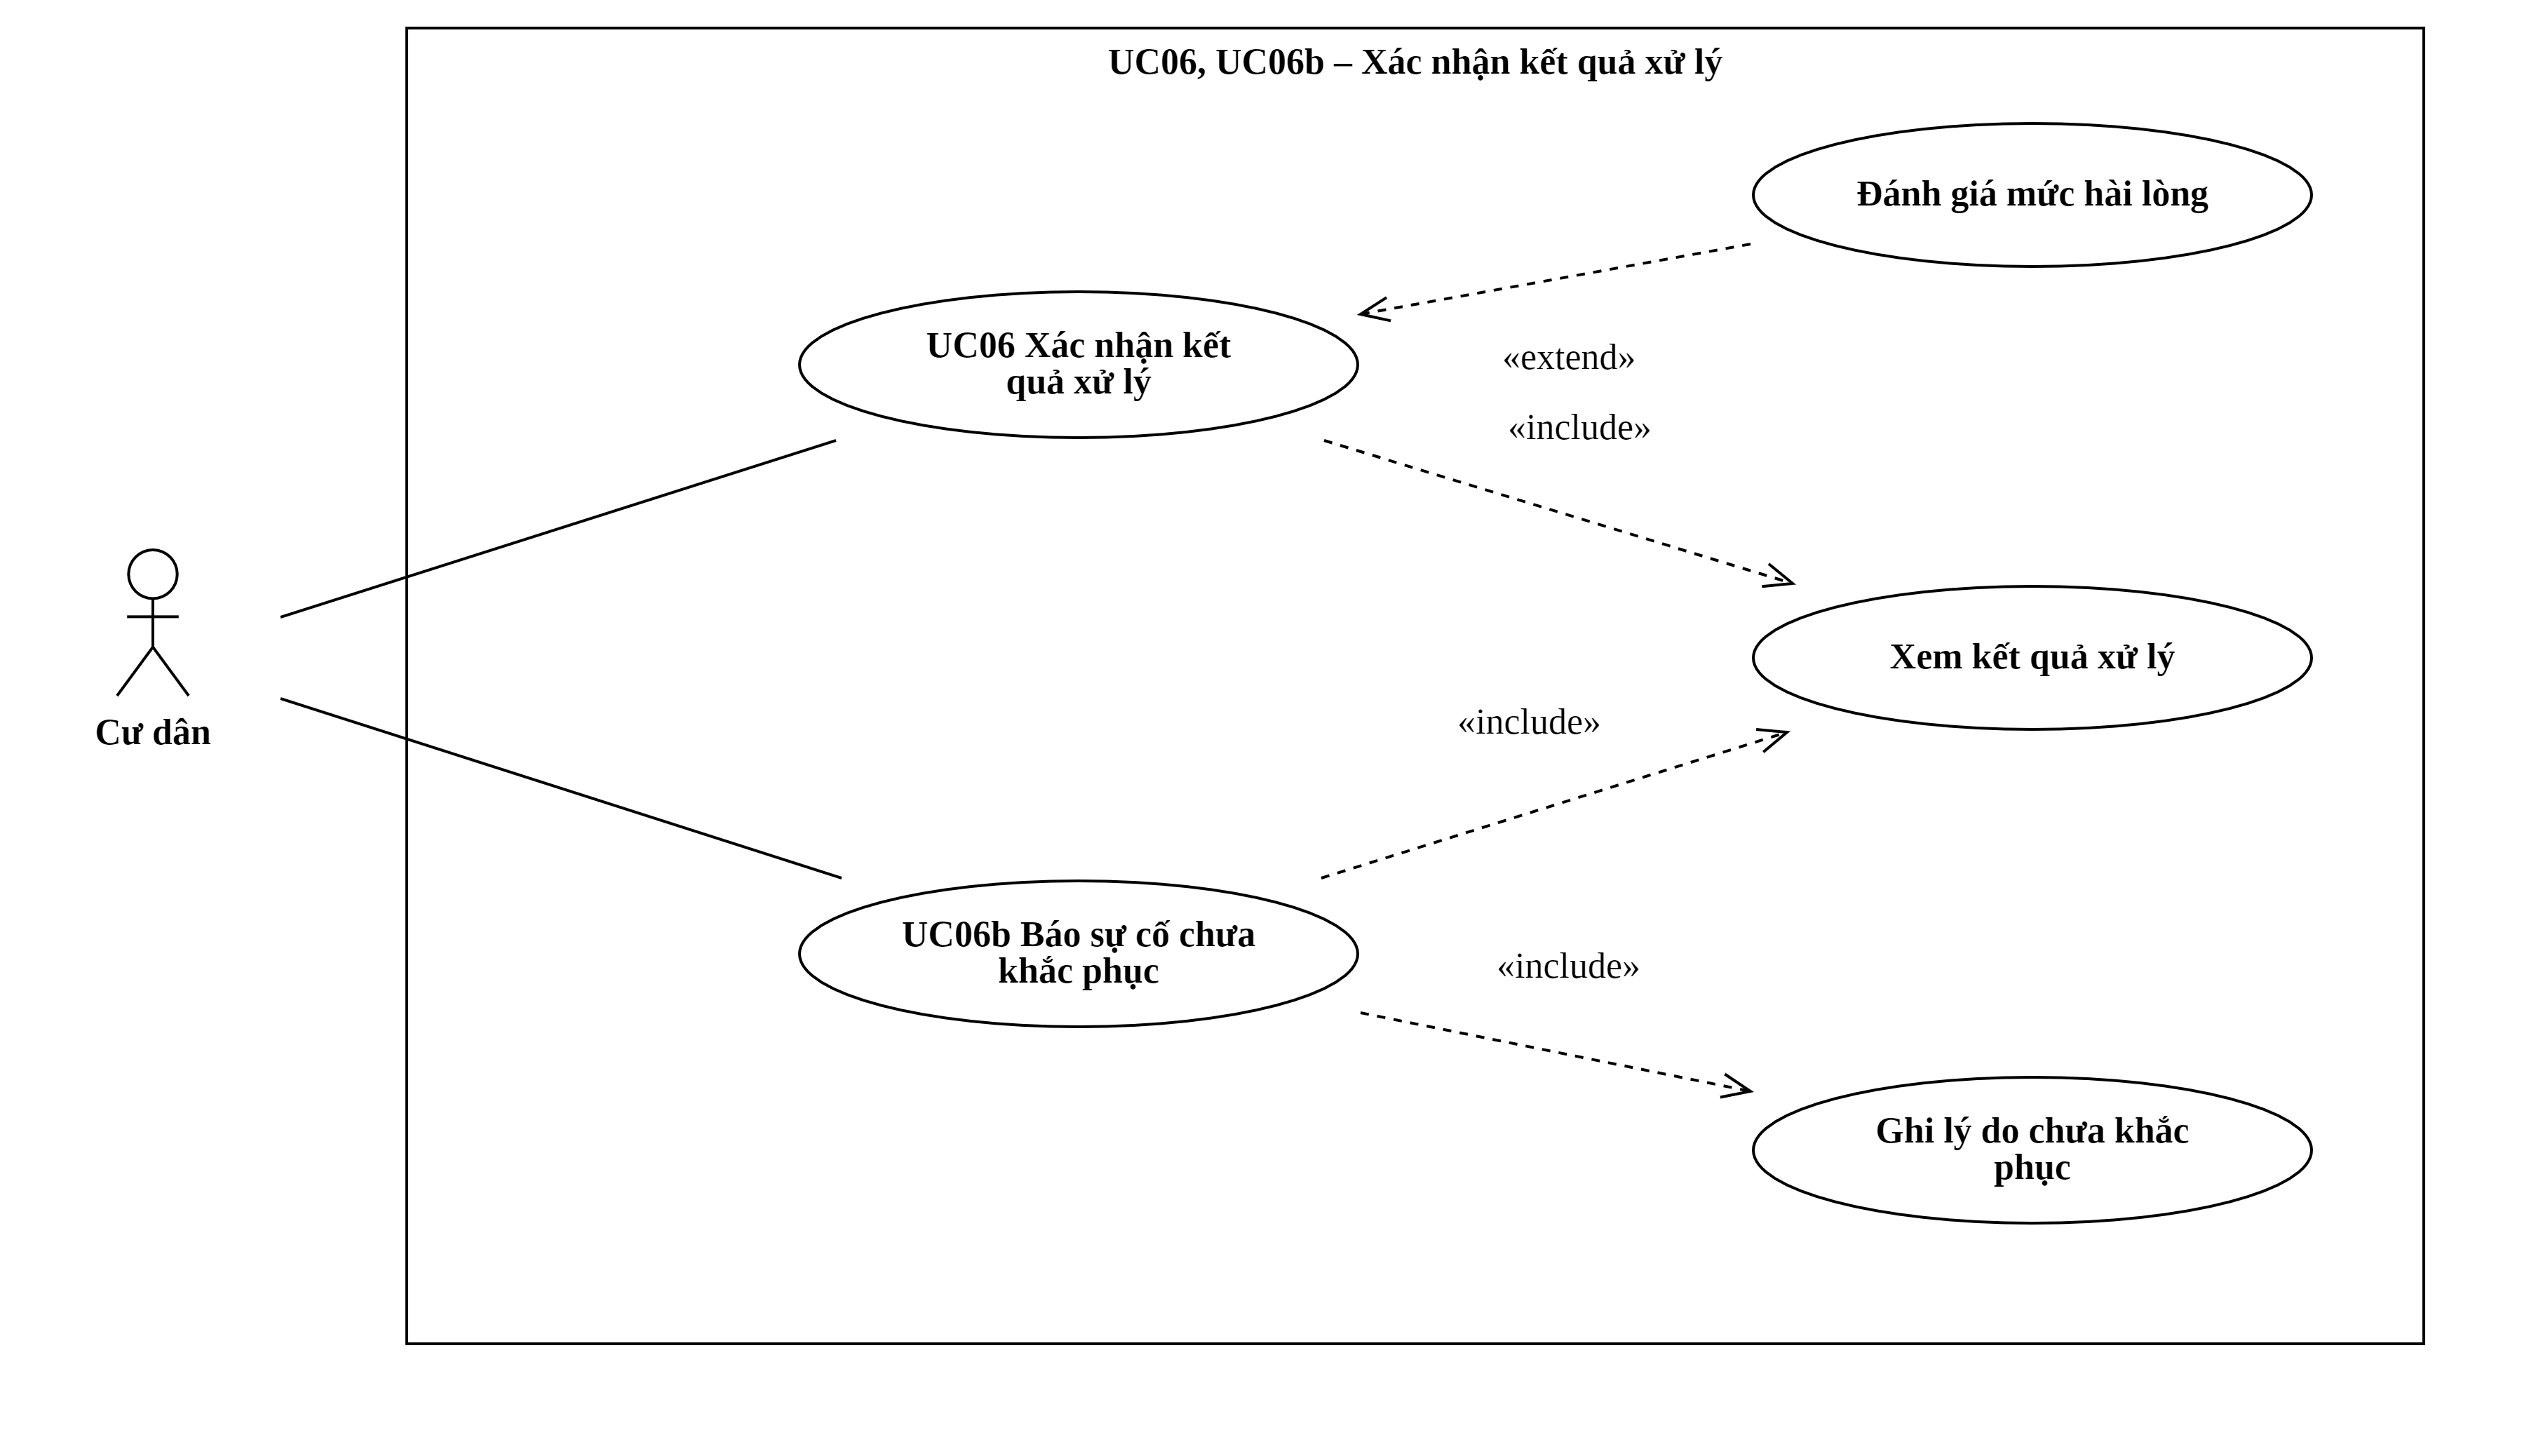 UC06, UC06b – Xác nhận kết quả xử lý
Đánh giá mức hài lòng
UC06 Xác nhận kết
quả xử lý
«extend»
«include»
Cư dân
Xem kết quả xử lý
«include»
UC06b Báo sự cố chưa
khắc phục
«include»
Ghi lý do chưa khắc
phục